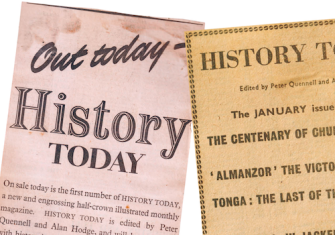 Out today -
History
TODAY
On sale today is the first number of HISTORY TODAY,
a new and engrossing half-crown illustrated monthly
magazine. HISTORY TODAY is edited by Peter
Quennell and Alan Hodge, and will
HISTORY T
Edited by Peter Quennell and A
The JANUARY issue
THE CENTENARY OF CHU
'ALMANZOR' THE VICTO
TONGA : THE LAST OF T